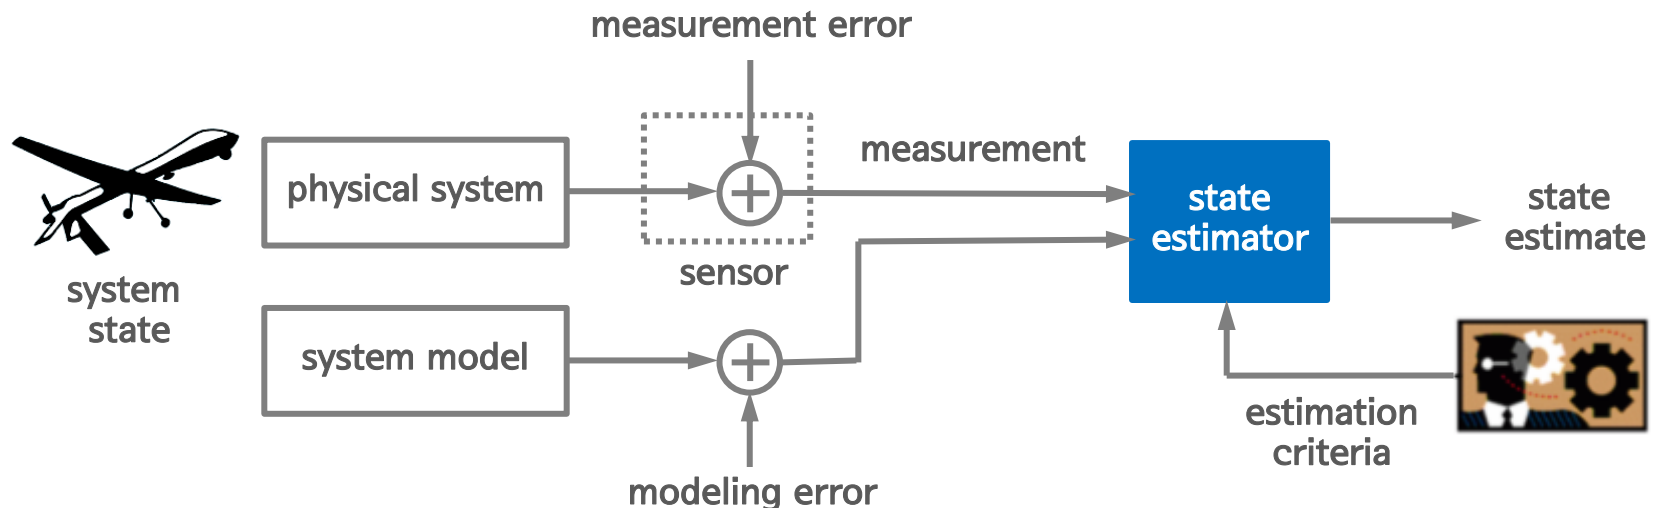 measurement error
physical system
measurement
sensor
system
state
system model
modeling error
state
estimator
state
estimate
estimation
criteria